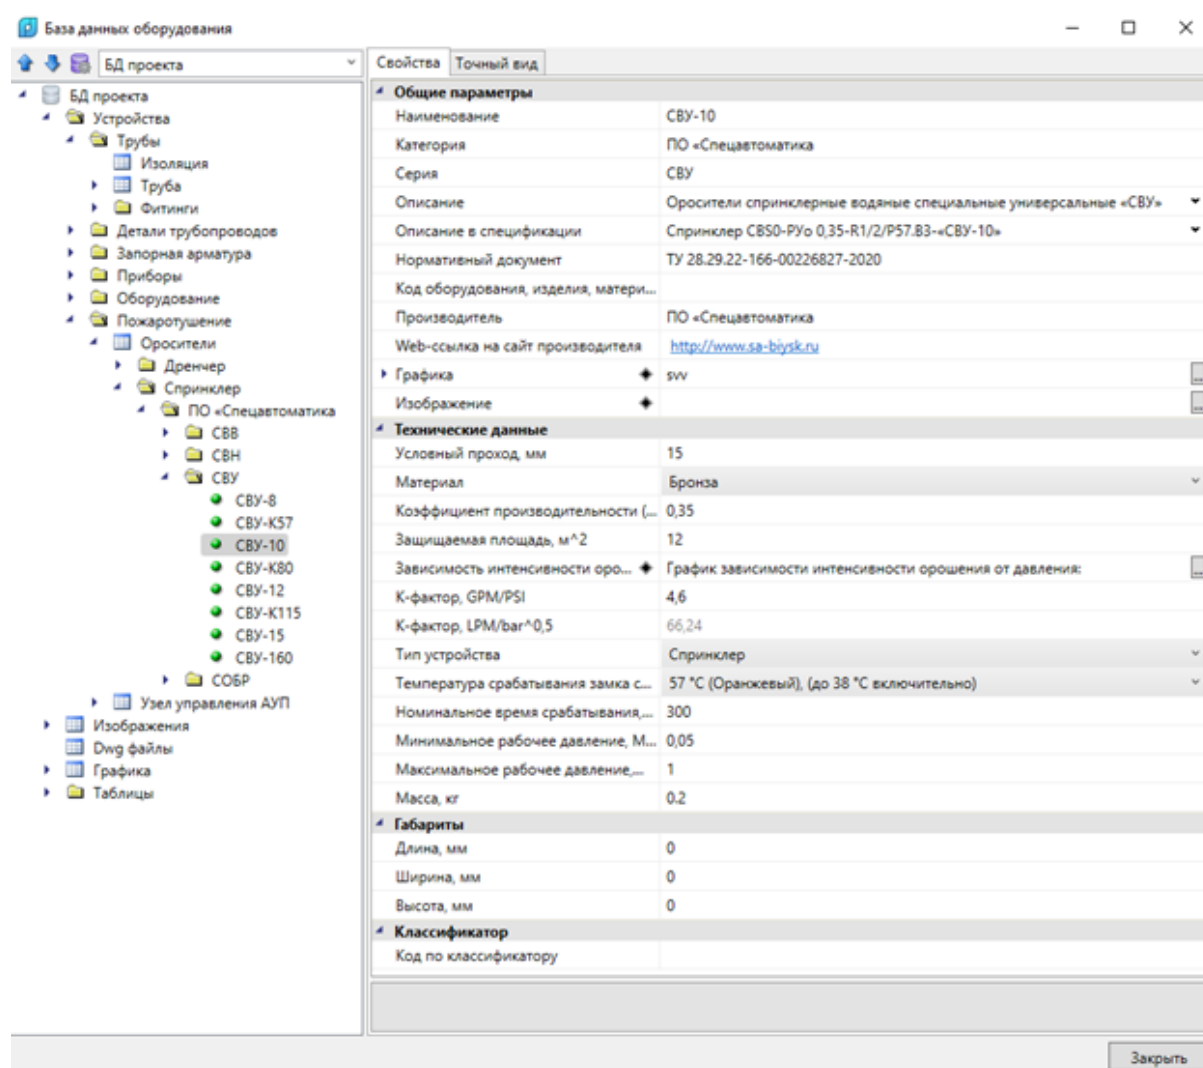 База данных оборудования
БД проекта
БД проекта
Устройства
Трубы
Изоляция
Труба
Фитинги
Детали трубопроводов
Запорная арматура
Приборы
Оборудование
Пожаротушение
Оросители
Дренчер
Спринклер
ПО «Спецавтоматика
СВВ
СВН
СВУ
СВУ-8
СВУ-К57
СВУ-10
СВУ-К80
СВУ-12
СВУ-К115
СВУ-15
СВУ-160
СОБР
Узел управления АУП
Изображения
Dwg файлы
Графика
Таблицы
Свойства Точный вид
Общие параметры
Наименование СВУ-10
Категория ПО «Спецавтоматика
Серия СВУ
Описание Оросители спринклерные водяные специальные универсальные «СВУ»
Описание в спецификации Спринклер CBS0-РУо 0,35-R1/2/Р57.В3-«СВУ-10»
Нормативный документ ТУ 28.29.22-166-00226827-2020
Код оборудования, изделия, матери...
Производитель ПО «Спецавтоматика
Web-ссылка на сайт производителя http://www.sa-biysk.ru
Графика svv
Изображение
Технические данные
Условный проход, мм 15
Материал Бронза
Коэффициент производительности (... 0,35
Защищаемая площадь, м^2 12
Зависимость интенсивности оро... График зависимости интенсивности орошения от давления:
К-фактор, GPM/PSI 4,6
К-фактор, LPM/bar^0,5 66,24
Тип устройства Спринклер
Температура срабатывания замка с... 57 °C (Оранжевый), (до 38 °C включительно)
Номинальное время срабатывания,... 300
Минимальное рабочее давление, М... 0,05
Максимальное рабочее давление,... 1
Масса, кг 0.2
Габариты
Длина, мм 0
Ширина, мм 0
Высота, мм 0
Классификатор
Код по классификатору
Закрыть